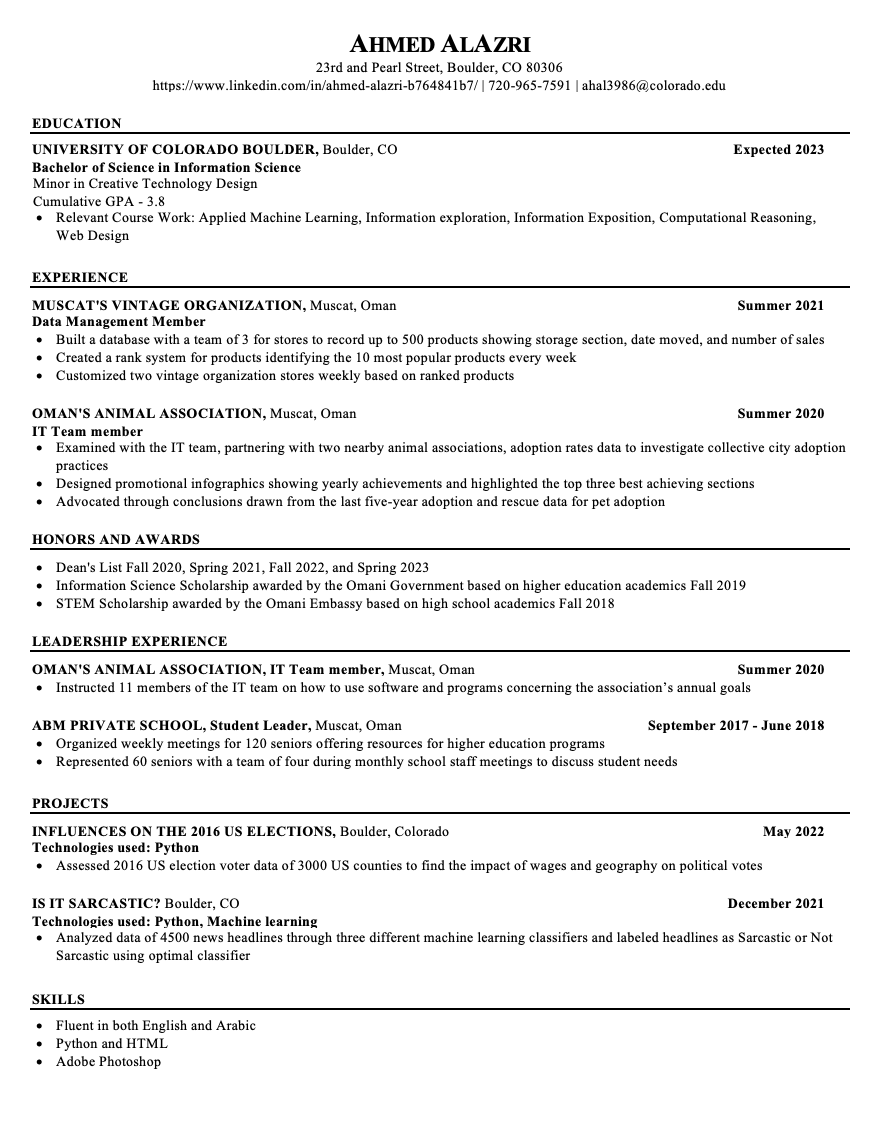 AHMED ALAZRI
23rd and Pearl Street, Boulder, CO 80306
https://www.linkedin.com/in/ahmed-alazri-b764841b7/ | 720-965-7591 | ahal3986@colorado.edu
EDUCATION
UNIVERSITY OF COLORADO BOULDER, Boulder, CO Expected 2023
Bachelor of Science in Information Science
Minor in Creative Technology Design
Cumulative GPA - 3.8
• Relevant Course Work: Applied Machine Learning, Information exploration, Information Exposition, Computational Reasoning,
Web Design
EXPERIENCE
MUSCAT'S VINTAGE ORGANIZATION, Muscat, Oman Summer 2021
Data Management Member
• Built a database with a team of 3 for stores to record up to 500 products showing storage section, date moved, and number of sales
• Created a rank system for products identifying the 10 most popular products every week
• Customized two vintage organization stores weekly based on ranked products
OMAN'S ANIMAL ASSOCIATION, Muscat, Oman Summer 2020
IT Team member
• Examined with the IT team, partnering with two nearby animal associations, adoption rates data to investigate collective city adoption
practices
• Designed promotional infographics showing yearly achievements and highlighted the top three best achieving sections
• Advocated through conclusions drawn from the last five-year adoption and rescue data for pet adoption
HONORS AND AWARDS
• Dean's List Fall 2020, Spring 2021, Fall 2022, and Spring 2023
• Information Science Scholarship awarded by the Omani Government based on higher education academics Fall 2019
• STEM Scholarship awarded by the Omani Embassy based on high school academics Fall 2018
LEADERSHIP EXPERIENCE
OMAN'S ANIMAL ASSOCIATION, IT Team member, Muscat, Oman Summer 2020
• Instructed 11 members of the IT team on how to use software and programs concerning the association’s annual goals
ABM PRIVATE SCHOOL, Student Leader, Muscat, Oman September 2017 - June 2018
• Organized weekly meetings for 120 seniors offering resources for higher education programs
• Represented 60 seniors with a team of four during monthly school staff meetings to discuss student needs
PROJECTS
INFLUENCES ON THE 2016 US ELECTIONS, Boulder, Colorado May 2022
Technologies used: Python
• Assessed 2016 US election voter data of 3000 US counties to find the impact of wages and geography on political votes
IS IT SARCASTIC? Boulder, CO December 2021
Technologies used: Python, Machine learning
• Analyzed data of 4500 news headlines through three different machine learning classifiers and labeled headlines as Sarcastic or Not
Sarcastic using optimal classifier
SKILLS
• Fluent in both English and Arabic
• Python and HTML
• Adobe Photoshop